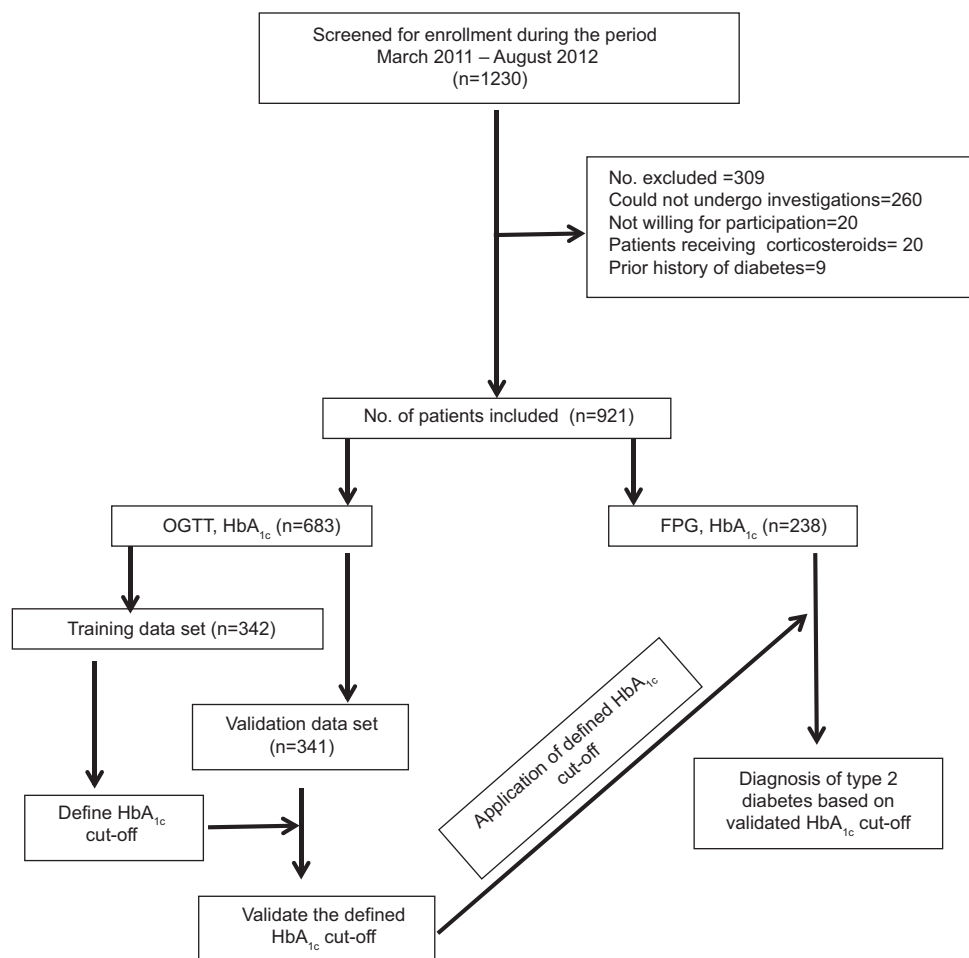 Screened for enrollment during the period
March 2011 – August 2012
(n=1230)
No. excluded =309
Could not undergo investigations=260
Not willing for participation=20
Patients receiving corticosteroids= 20
Prior history of diabetes=9
No. of patients included (n=921)
OGTT, HbA1c (n=683)
FPG, HbA1c (n=238)
Training data set (n=342)
Validation data set
(n=341)
Application of defined HbA1c
cut-off
Define HbA1c
cut-off
Diagnosis of type 2
diabetes based on
validated HbA1c cut-off
Validate the defined
HbA1c cut-off